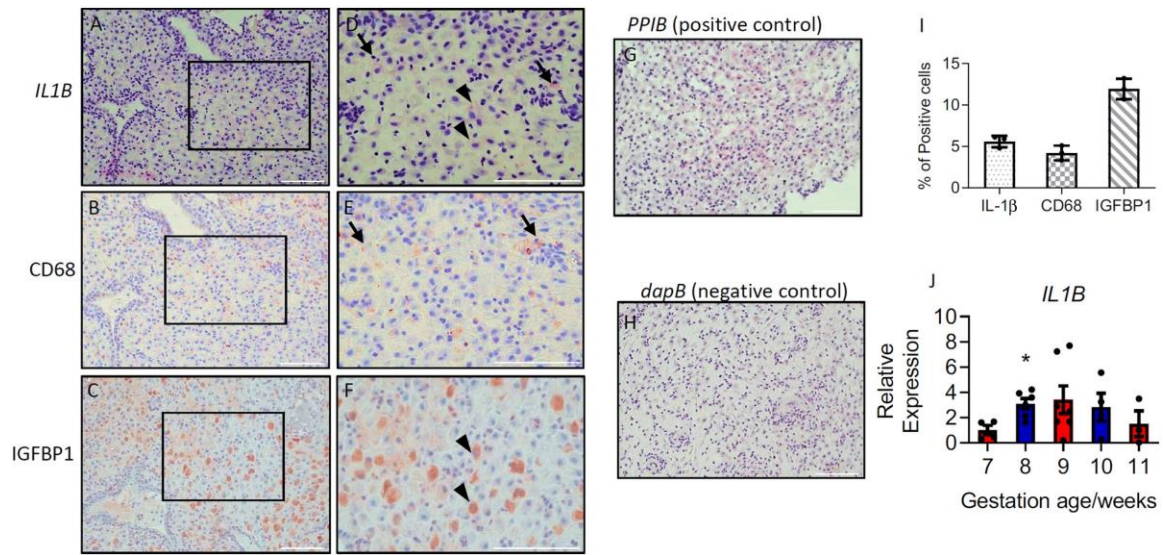 A
IL1B
D
B
CD68
E
C
IGFBP1
F
PPIB (positive control)
G
dapB (negative control)
H
I
% of Positive cells
15
10
5
0
IL-1β CD68 IGFBP1
J
IL1B
Relative
Expression
10
8
6
4
2
0
*
7 8 9 10 11
Gestation age/weeks